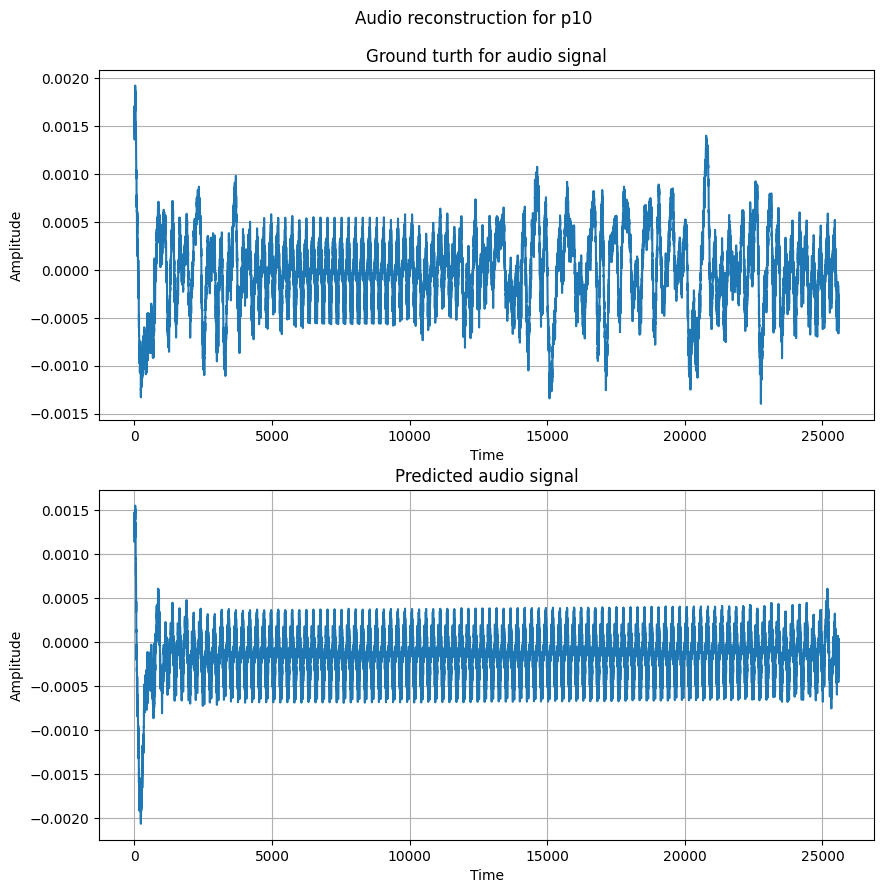 Audio reconstruction for p10
Ground turth for audio signal
0.0020
0.0015
0.0010
0.0005
0.0000
−0.0005
−0.0010
−0.0015
Amplitude
0 5000 10000 15000 20000 25000
Time
Predicted audio signal
0.0015
0.0010
0.0005
0.0000
−0.0005
−0.0010
−0.0015
−0.0020
Amplitude
0 5000 10000 15000 20000 25000
Time